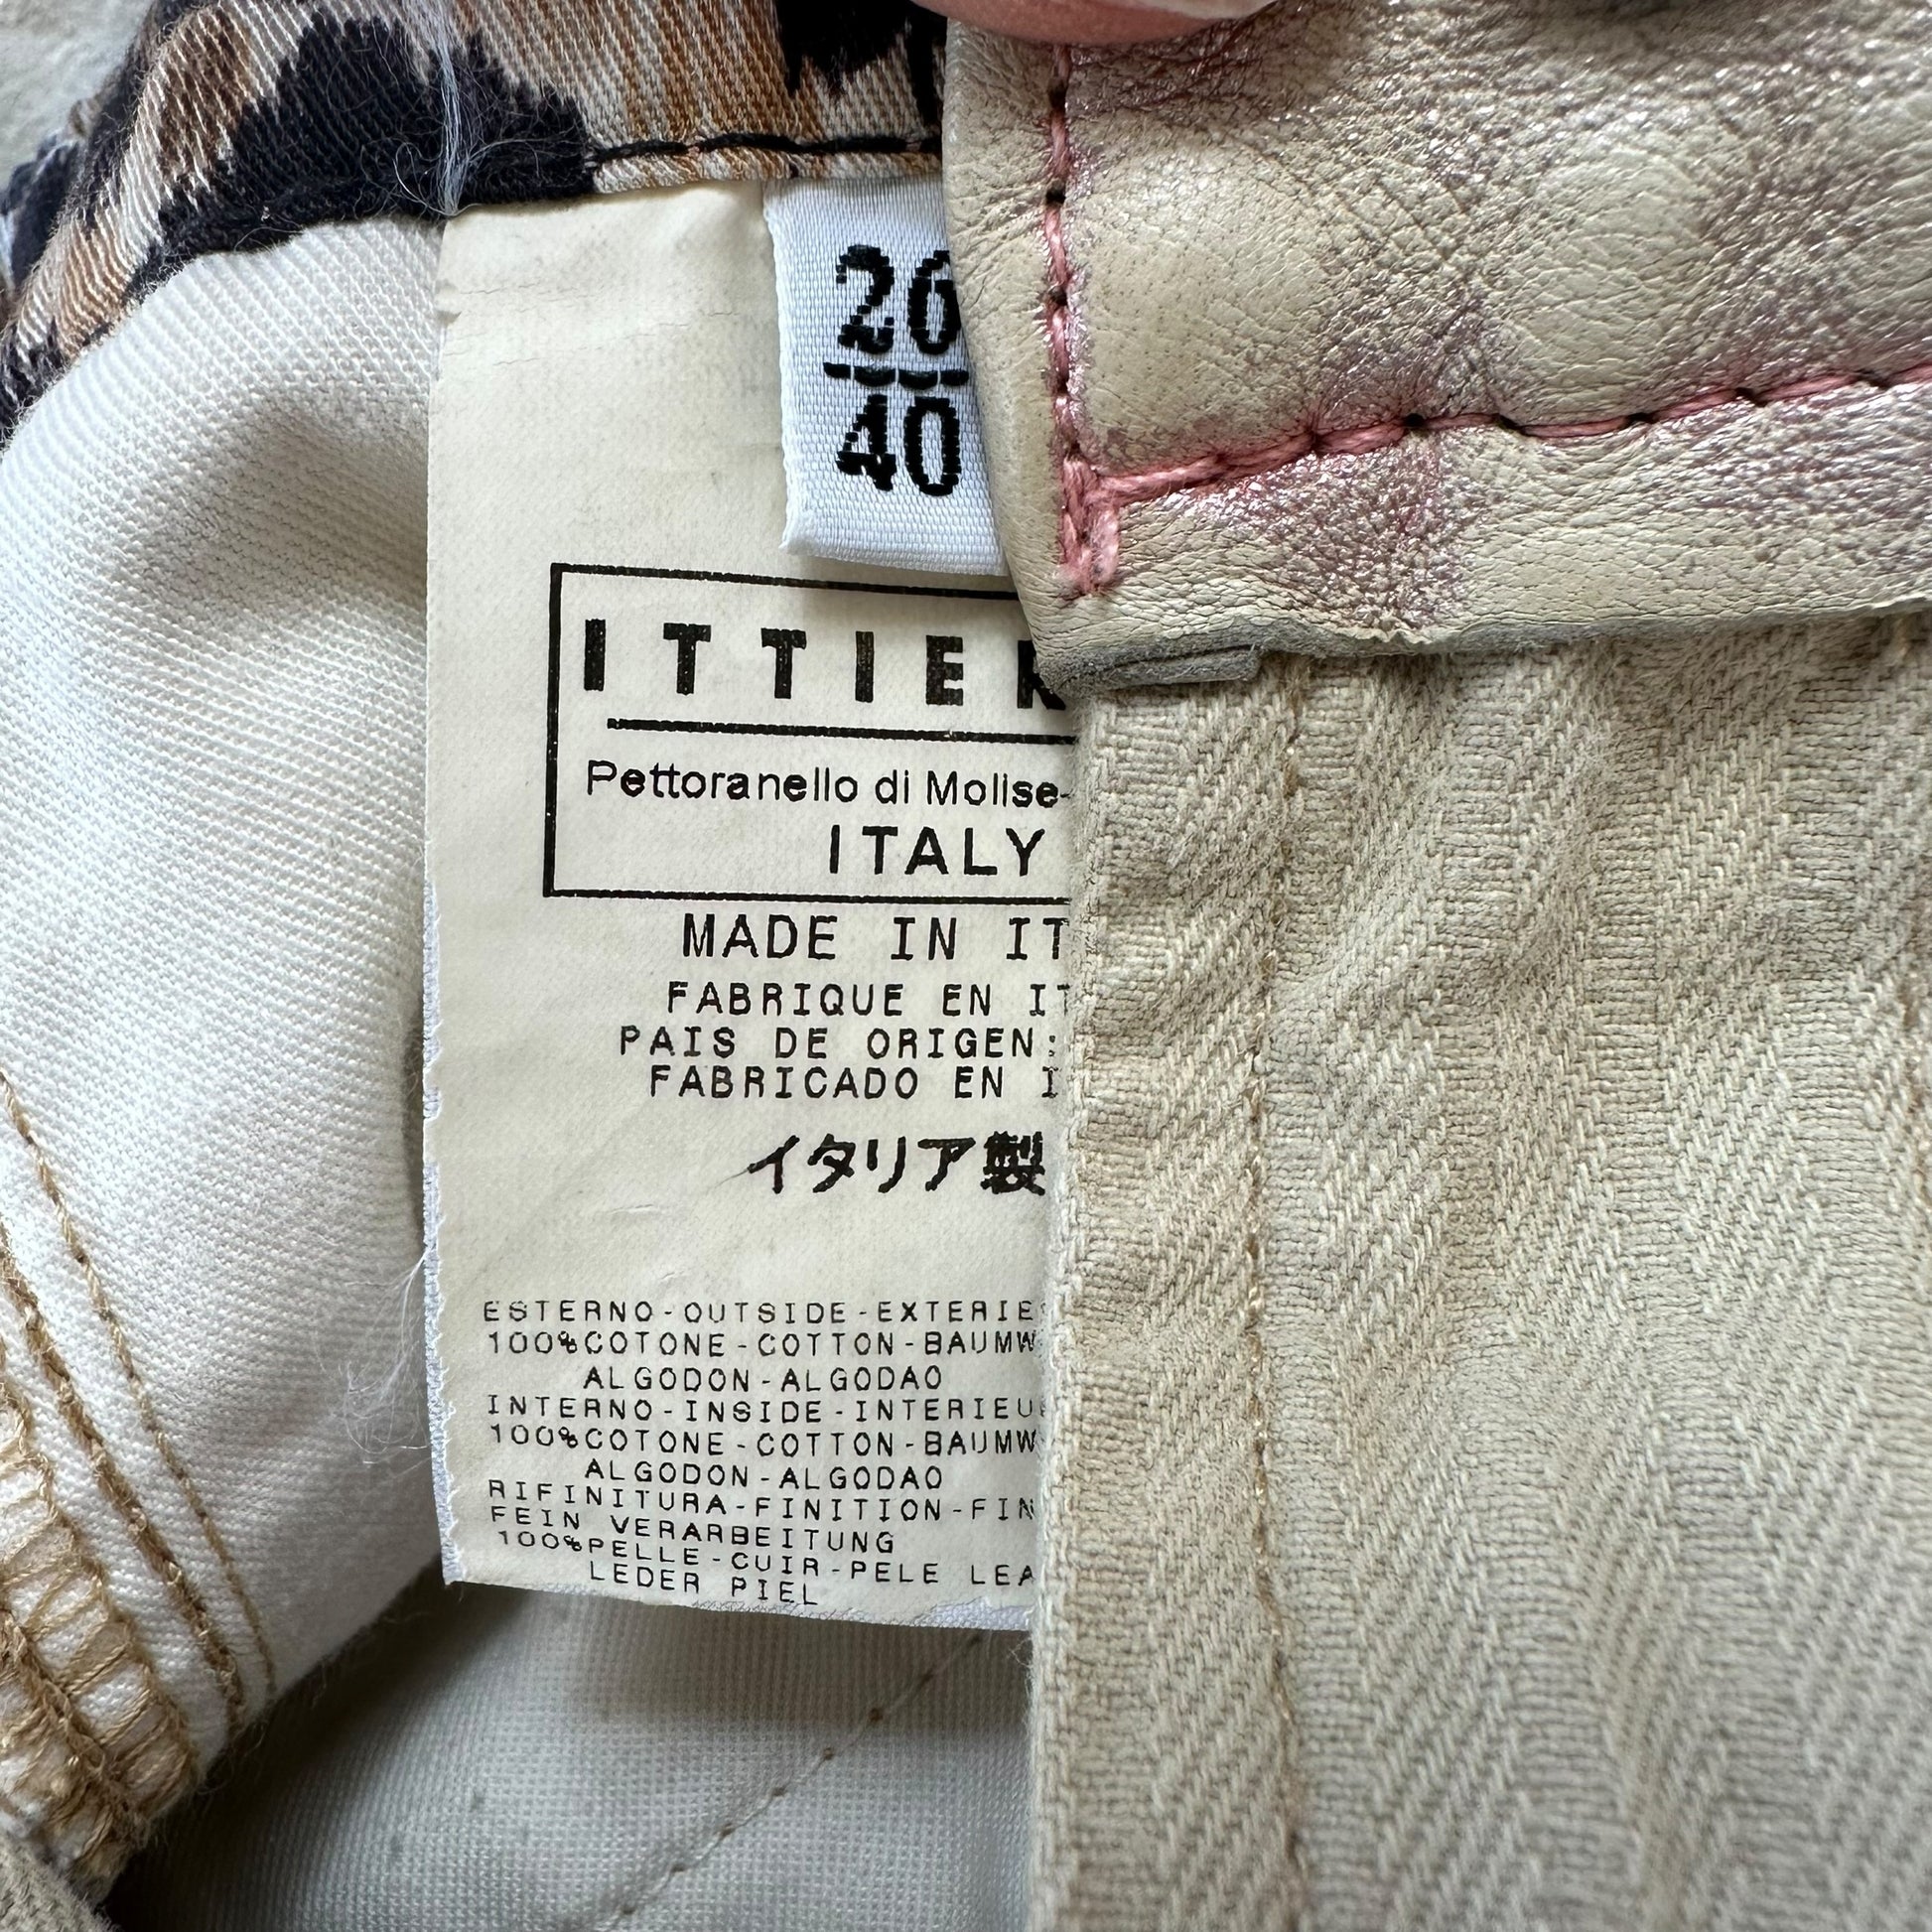 26
40
ITTIER
Pettoranello di Molise-
ITALY
MADE IN IT
FABRIQUE EN IT
PAIS DE ORIGEN:
FABRICADO EN I
イタリア製
ESTERNO-OUTSIDE-EXTERIE
100%COTONE-COTTON-BAUMW
ALGODON-ALGODAO
INTERNO-INSIDE-INTERIEU
100%COTONE-COTTON-BAUMW
ALGODON-ALGODAO
RIFINITURA-FINITION-FIN
FEIN VERARBEITUNG
100%PELLE-CUIR-PELE LEA
LEDER PIEL